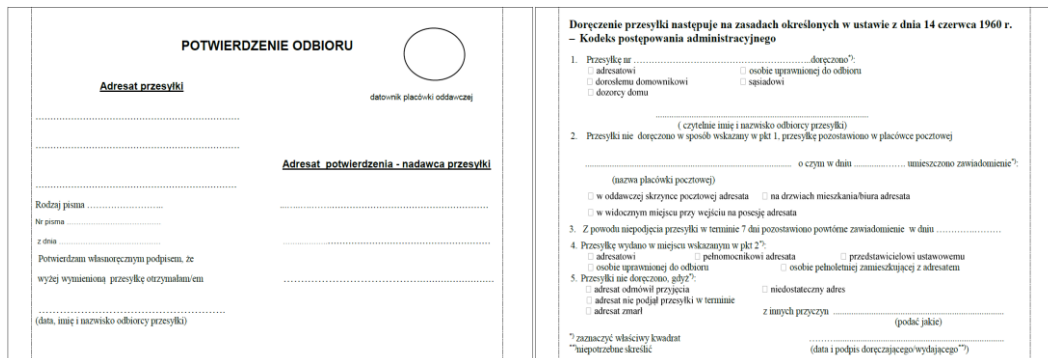 POTWIERDZENIE ODBIORU
Adresat przesyłki
datownik placówki oddawczej
........................................................
........................................................
Adresat potwierdzenia - nadawca przesyłki
........................................................
Rodzaj pisma ……………………..
Nr pisma ...................................
z dnia ......................................
Potwierdzam własnoręcznym podpisem, że
wyżej wymienioną przesyłkę otrzymałam/em
........................................................
(data, imię i nazwisko odbiorcy przesyłki)
........................................................
........................................................
........................................................
Doręczenie przesyłki następuje na zasadach określonych w ustawie z dnia 14 czerwca 1960 r.
– Kodeks postępowania administracyjnego
1. Przesyłkę nr ……………………………………………..doręczono*):
□ adresatowi □ osobie uprawnionej do odbioru
□ dorosłemu domownikowi □ sąsiadowi
□ dozorcy domu
........................................................
( czytelnie imię i nazwisko odbiorcy przesyłki)
2. Przesyłki nie doręczono w sposób wskazany w pkt 1, przesyłkę pozostawiono w placówce pocztowej
........................................................ o czym w dniu ...................... umieszczono zawiadomienie*):
(nazwa placówki pocztowej)
□ w oddawczej skrzynce pocztowej adresata □ na drzwiach mieszkania/biura adresata
□ w widocznym miejscu przy wejściu na posesję adresata
3. Z powodu niepodjęcia przesyłki w terminie 7 dni pozostawiono powtórne zawiadomienie w dniu …………………
4. Przesyłkę wydano w miejscu wskazanym w pkt 2*):
□ adresatowi □ pełnomocnikowi adresata □ przedstawicielowi ustawowemu
□ osobie uprawnionej do odbioru □ osobie pełnoletniej zamieszkującej z adresatem
5. Przesyłki nie doręczono, gdyż*):
□ adresat odmówił przyjęcia □ niedostateczny adres
□ adresat nie podjął przesyłki w terminie
□ adresat zmarł z innych przyczyn ........................................
(podać jakie)
*) zaznaczyć właściwy kwadrat ........................................................
**)niepotrzebne skreślić (data i podpis doręczającego/wydającego**))